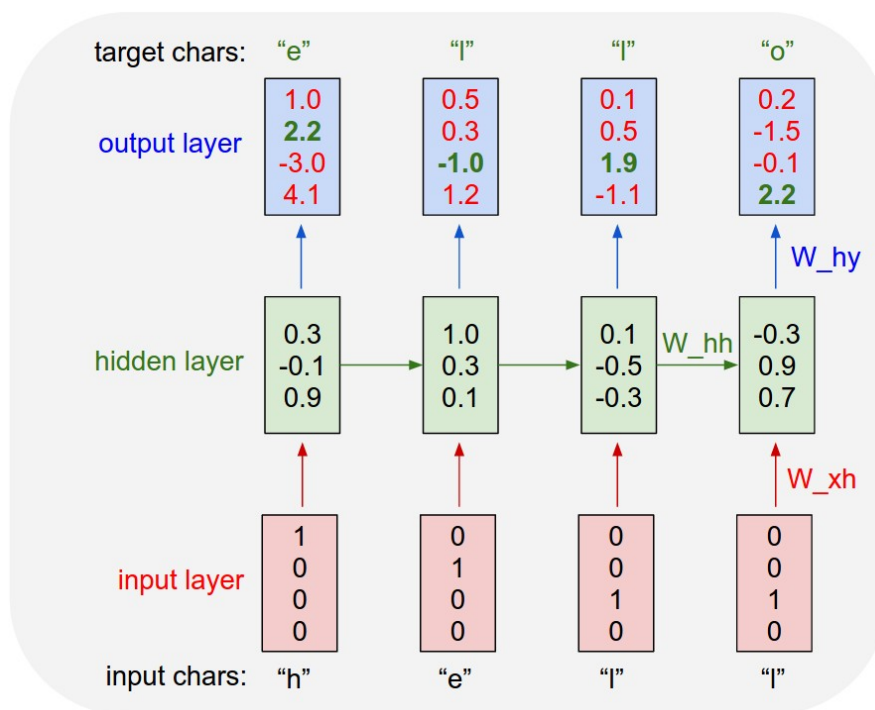 target chars: “e” “l” “l” “o”
1.0 0.5 0.1 0.2
2.2 0.3 0.5 -1.5
output layer
-3.0 -1.0 1.9 -0.1
4.1 1.2 -1.1 2.2
W_hy
0.3 1.0 0.1 -0.3
W_hh
hidden layer -0.1 0.3 -0.5 0.9
0.9 0.1 -0.3 0.7
W_xh
1 0 0 0
0 1 0 0
input layer
0 0 1 1
0 0 0 0
input chars: “h” “e” “l” “l”